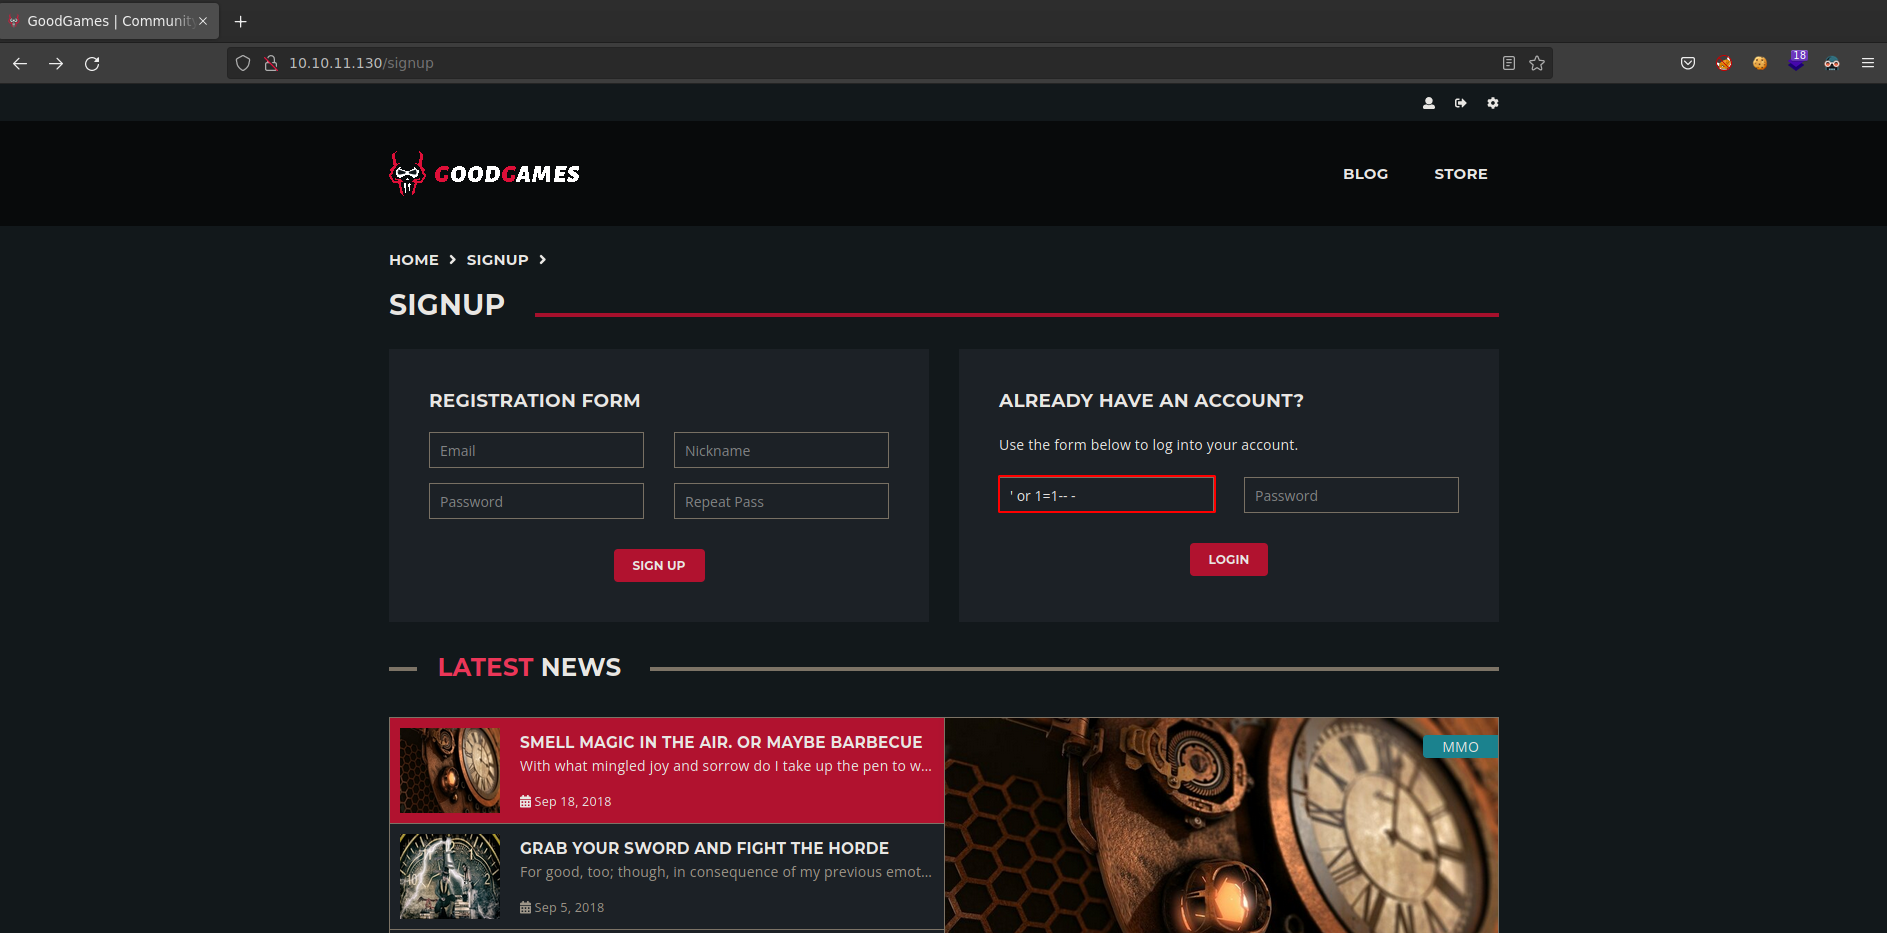 GoodGames | Community
10.10.11.130/signup
18
GOODGAMES
BLOG
STORE
HOME
SIGNUP
SIGNUP
REGISTRATION FORM
Email
Nickname
Password
Repeat Pass
SIGN UP
ALREADY HAVE AN ACCOUNT?
Use the form below to log into your account.
' or 1=1-- -
Password
LOGIN
LATEST NEWS
SMELL MAGIC IN THE AIR. OR MAYBE BARBECUE
With what mingled joy and sorrow do I take up the pen to w...
Sep 18, 2018
GRAB YOUR SWORD AND FIGHT THE HORDE
For good, too; though, in consequence of my previous emot...
Sep 5, 2018
MMO